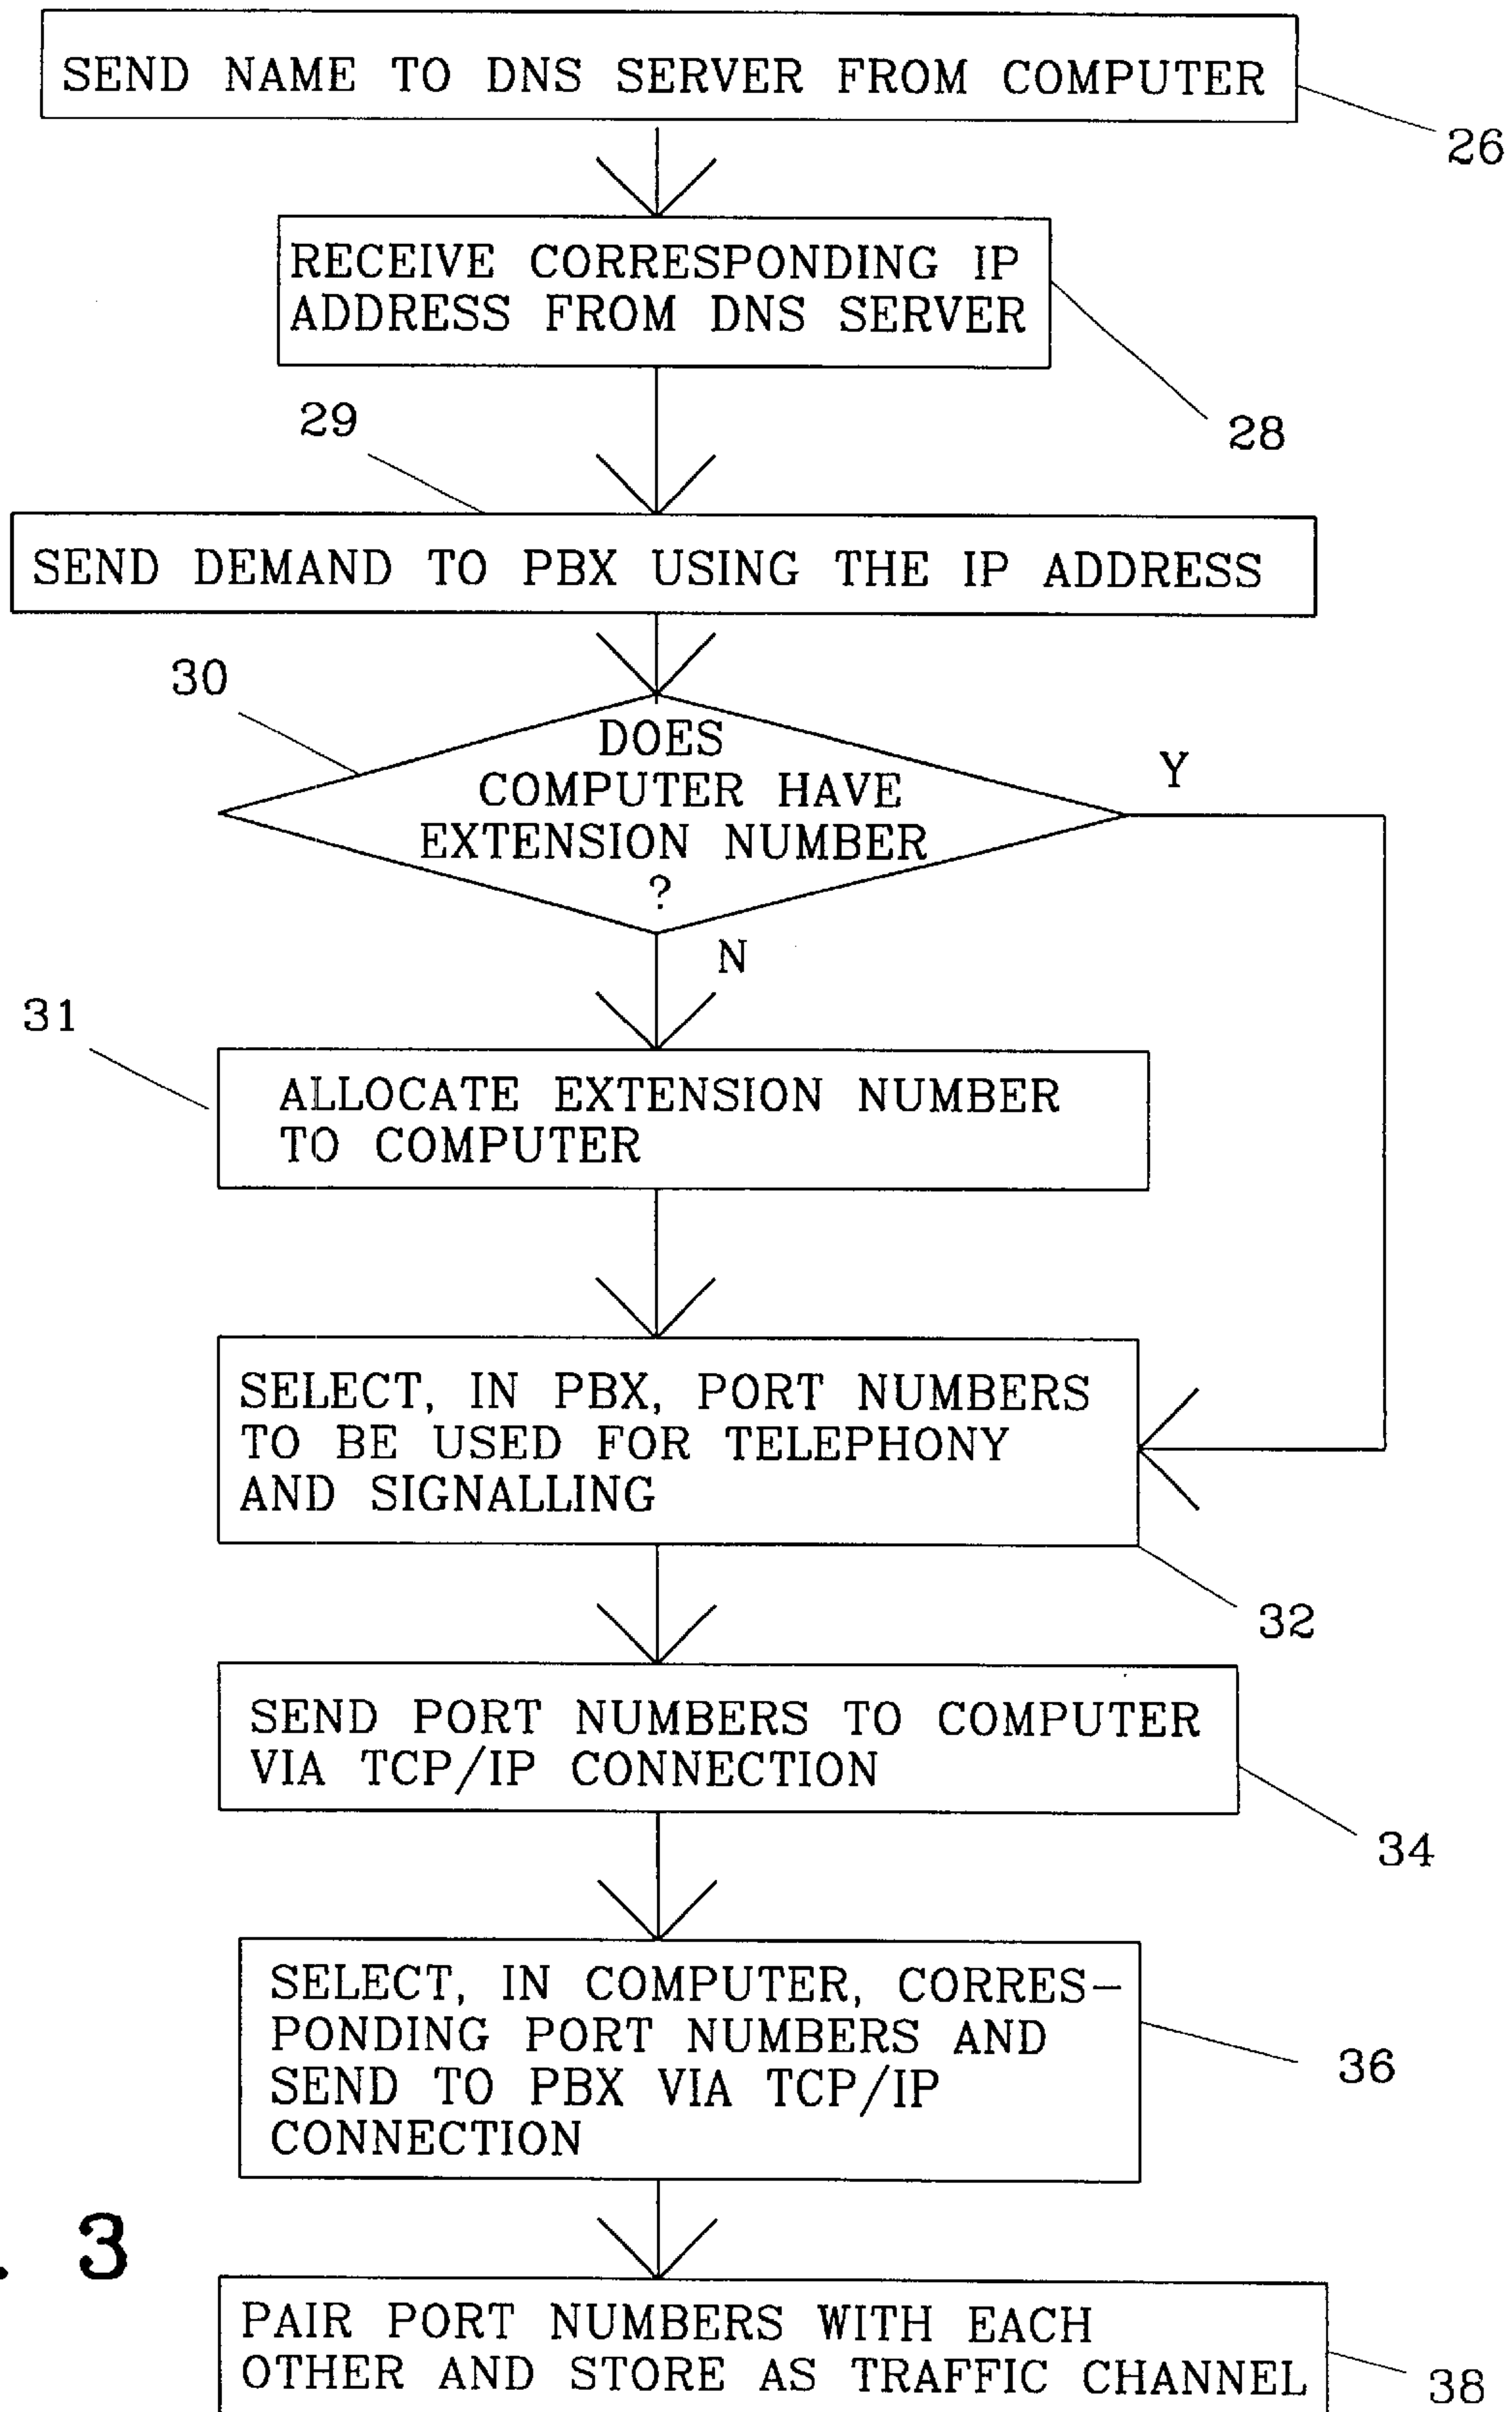 SEND NAME TO DNS SERVER FROM COMPUTER
26
RECEIVE CORRESPONDING IP
ADDRESS FROM DNS SERVER
28
29
SEND DEMAND TO PBX USING THE IP ADDRESS
30
DOES
COMPUTER HAVE
EXTENSION NUMBER
?
Y
N
31
ALLOCATE EXTENSION NUMBER
TO COMPUTER
SELECT, IN PBX, PORT NUMBERS
TO BE USED FOR TELEPHONY
AND SIGNALLING
32
SEND PORT NUMBERS TO COMPUTER
VIA TCP/IP CONNECTION
34
SELECT, IN COMPUTER, CORRES-
PONDING PORT NUMBERS AND
SEND TO PBX VIA TCP/IP
CONNECTION
36
. 3
PAIR PORT NUMBERS WITH EACH
OTHER AND STORE AS TRAFFIC CHANNEL
38